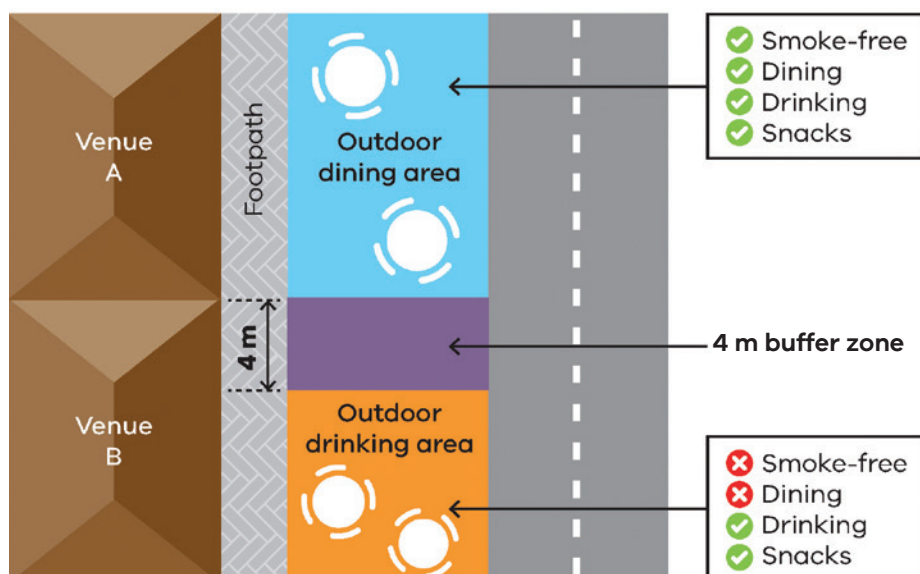 Venue
A
Footpath
Outdoor
dining area
Smoke-free
Dining
Drinking
Snacks
4 m
4 m buffer zone
Venue
B
Outdoor
drinking area
Smoke-free
Dining
Drinking
Snacks